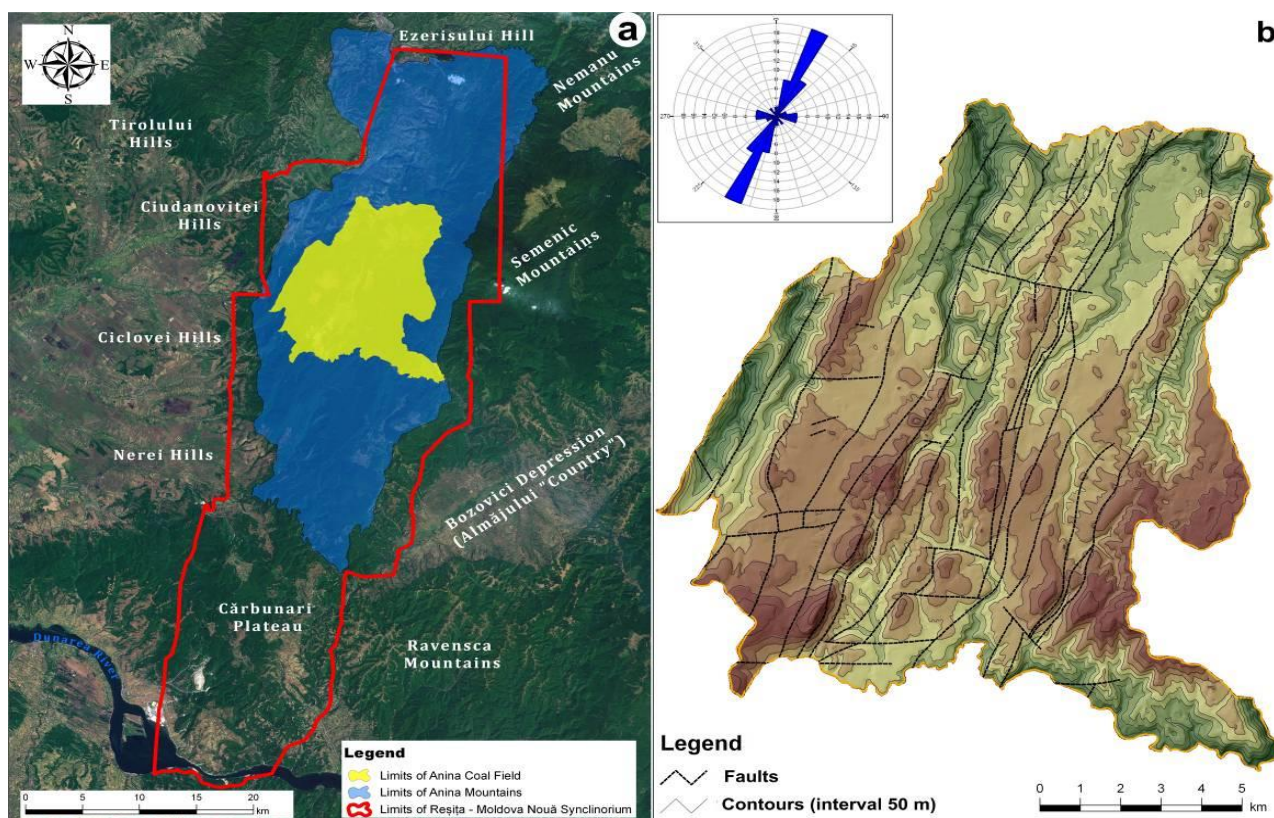 a
N
W
E
S
Ezerisului Hill
Nemanu
Mountains
Tirolului
Hills
Ciudanovitei
Hills
Semenic
Mountains
Ciclovei Hills
Nerei Hills
Bozovici Depression
(Almăjului "Country")
Cărbunari
Plateau
Ravensca
Mountains
Dunarea River
Legend
Limits of Anina Coal Field
Limits of Anina Mountains
Limits of Reșița - Moldova Nouă Synclinorium
0 5 10 15 20
km
b
270
Legend
Faults
Contours (interval 50 m)
0 1 2 3 4 5
km